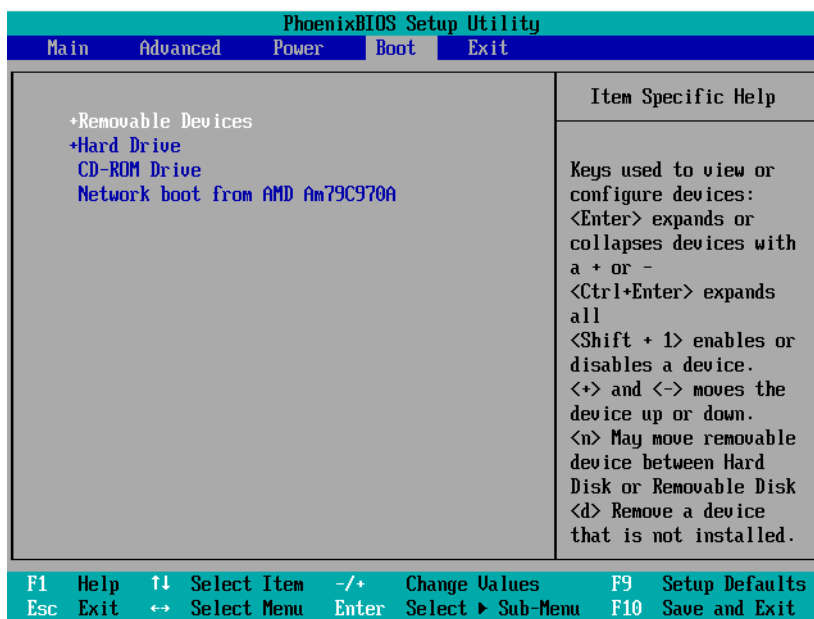 PhoenixBIOS Setup Utility
Main Advanced Power Boot Exit
+Removable Devices
+Hard Drive
CD-ROM Drive
Network boot from AMD Am79C970A
Item Specific Help
Keys used to view or
configure devices:
<Enter> expands or
collapses devices with
a + or -
<Ctrl+Enter> expands
all
<Shift + 1> enables or
disables a device.
<+> and <-> moves the
device up or down.
<n> May move removable
device between Hard
Disk or Removable Disk
<d> Remove a device
that is not installed.
F1 Help ↑↓ Select Item -/+ Change Values F9 Setup Defaults
Esc Exit ↔ Select Menu Enter Select ▶ Sub-Menu F10 Save and Exit